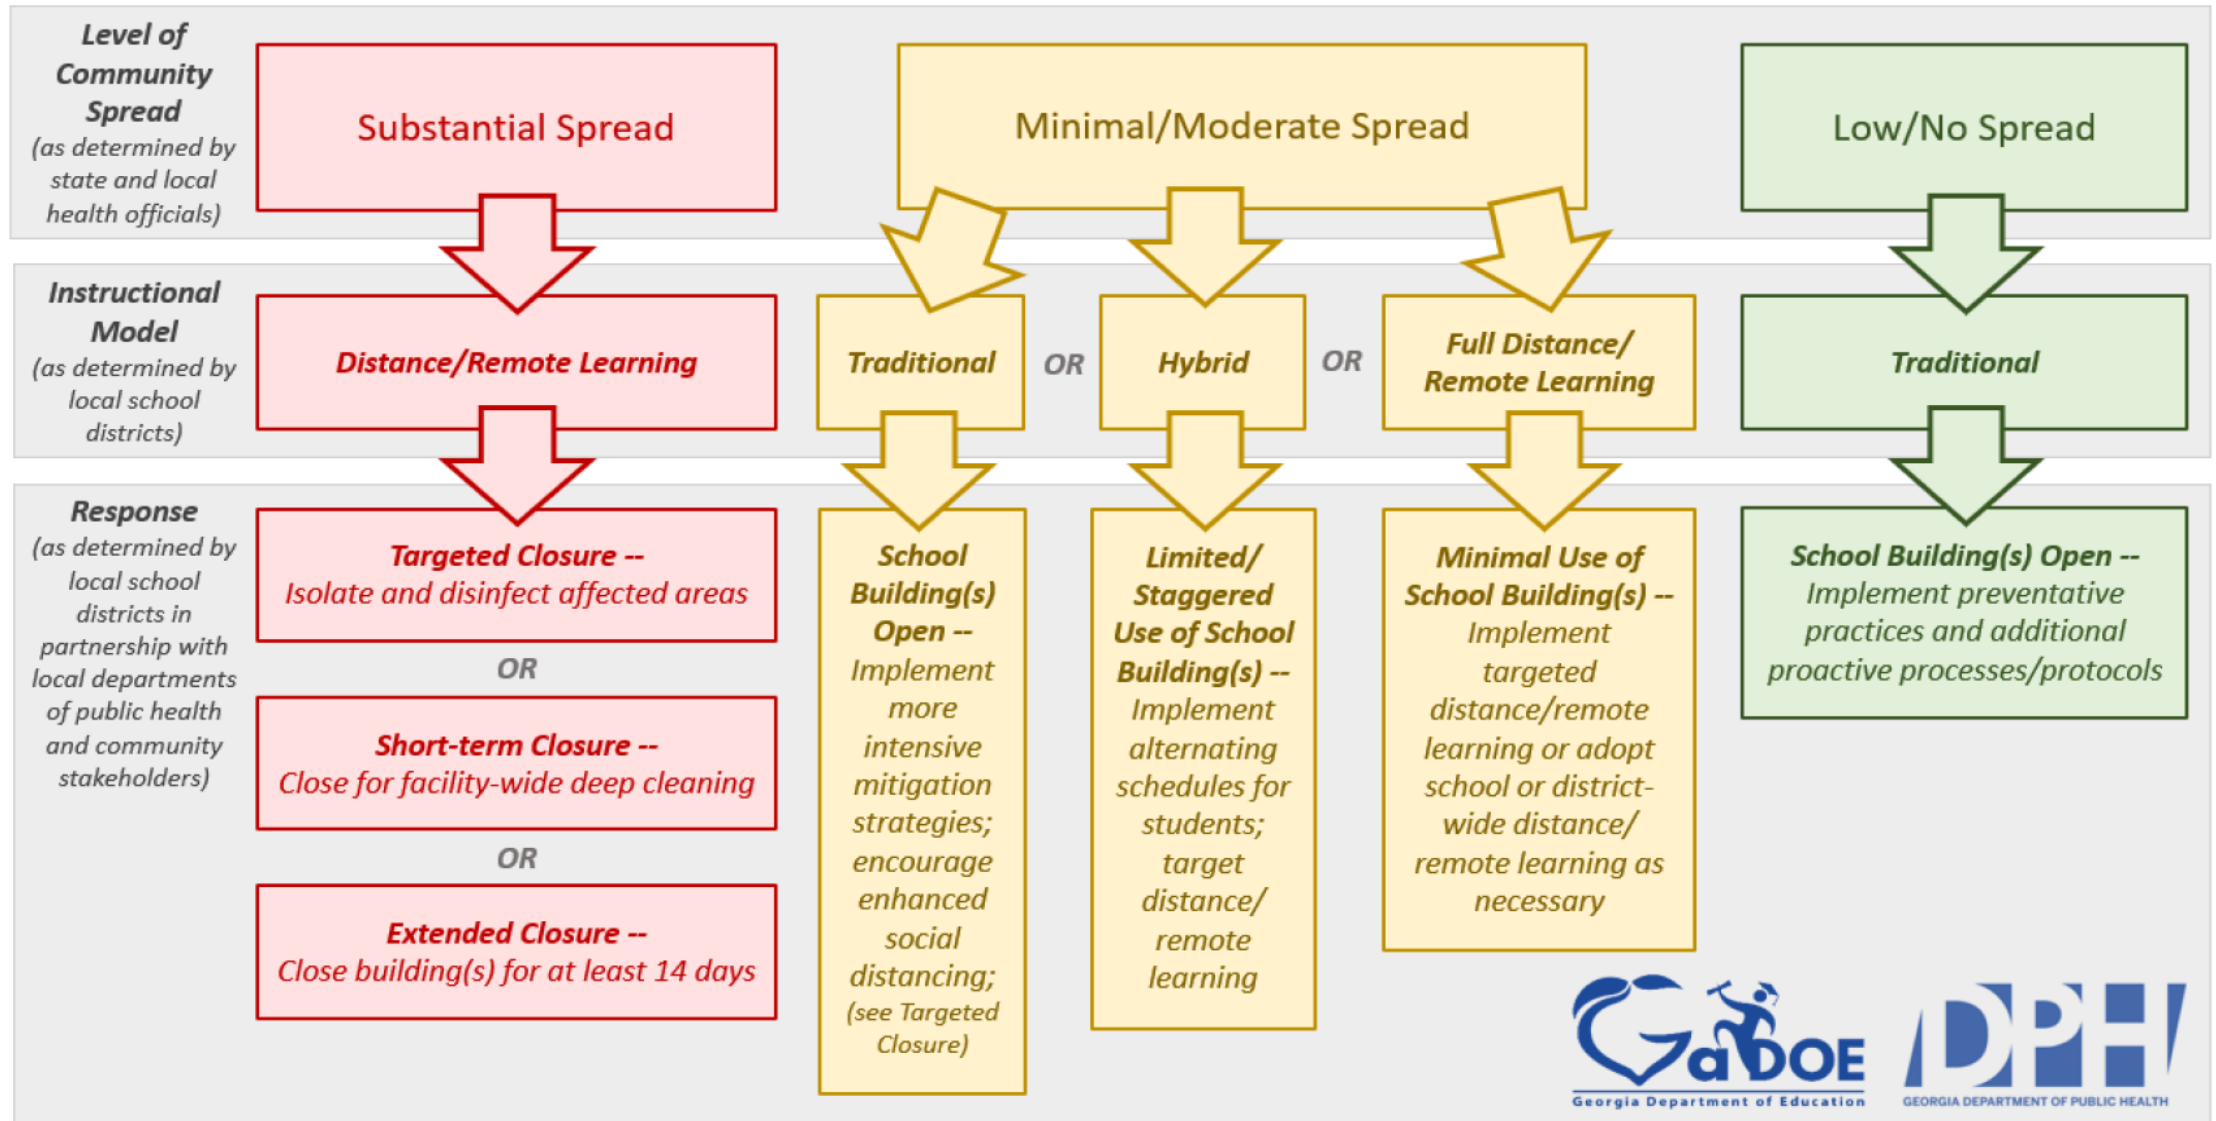 Level of
Community
Spread
(as determined by
state and local
health officials)
Substantial Spread
Minimal/Moderate Spread
Low/No Spread
Instructional
Model
(as determined by
local school
districts)
Distance/Remote Learning
Traditional
OR
Hybrid
OR
Full Distance/
Remote Learning
Traditional
Response
(as determined by
local school
districts in
partnership with
local departments
of public health
and community
stakeholders)
Targeted Closure --
Isolate and disinfect affected areas
OR
Short-term Closure --
Close for facility-wide deep cleaning
OR
Extended Closure --
Close building(s) for at least 14 days
School
Building(s)
Open --
Implement
more
intensive
mitigation
strategies;
encourage
enhanced
social
distancing;
(see Targeted
Closure)
Limited/
Staggered
Use of School
Building(s) --
Implement
alternating
schedules for
students;
target
distance/
remote
learning
Minimal Use of
School Building(s) --
Implement
targeted
distance/remote
learning or adopt
school or district-
wide distance/
remote learning as
necessary
School Building(s) Open --
Implement preventative
practices and additional
proactive processes/protocols
GaDOE
Georgia Department of Education
DPH
GEORGIA DEPARTMENT OF PUBLIC HEALTH